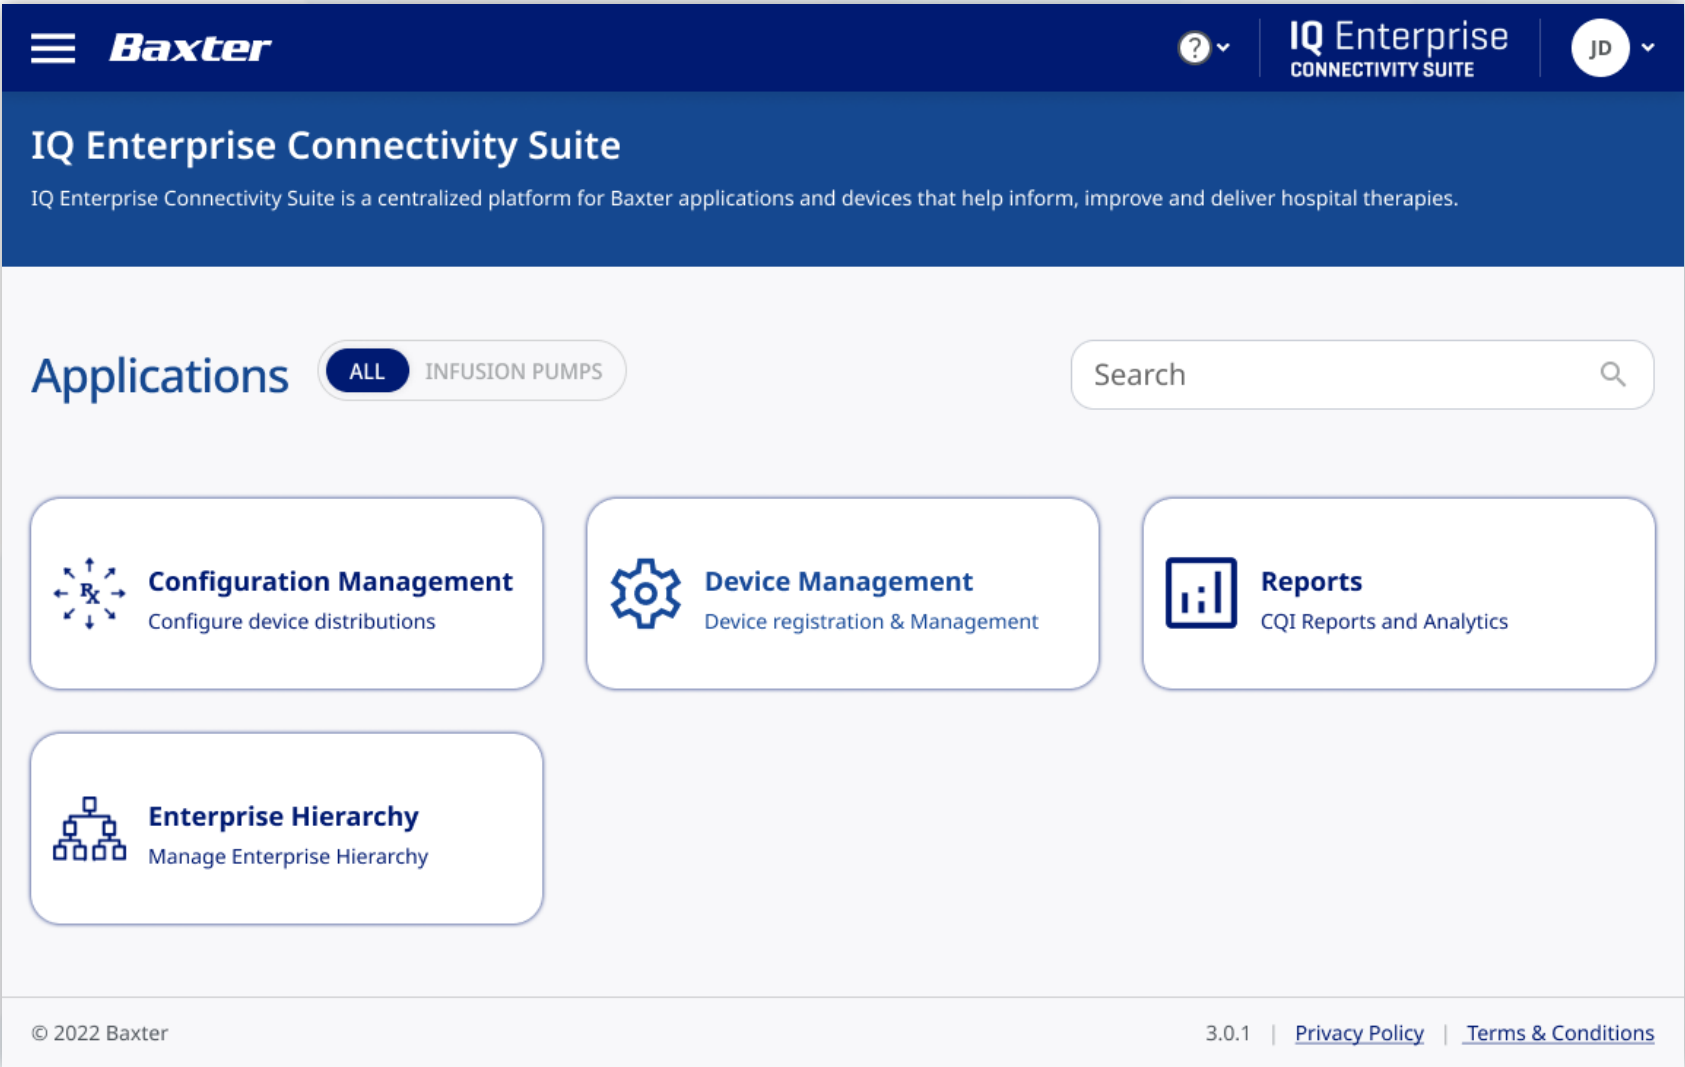 Baxter
?
IQ Enterprise
CONNECTIVITY SUITE
JD
IQ Enterprise Connectivity Suite
IQ Enterprise Connectivity Suite is a centralized platform for Baxter applications and devices that help inform, improve and deliver hospital therapies.
Applications
ALL
INFUSION PUMPS
Search
Rx
Configuration Management
Configure device distributions
Device Management
Device registration & Management
Reports
CQI Reports and Analytics
Enterprise Hierarchy
Manage Enterprise Hierarchy
© 2022 Baxter
3.0.1 | Privacy Policy | Terms & Conditions